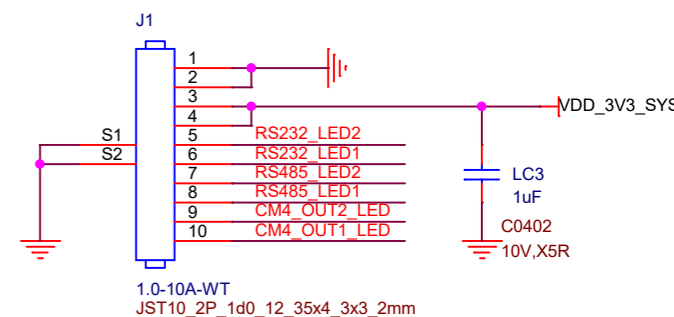 J1
1
2
3
4
VDD_3V3_SYS
S1
5
RS232_LED2
S2
6
RS232_LED1
7
RS485_LED2
8
RS485_LED1
9
CM4_OUT2_LED
10
CM4_OUT1_LED
LC3
1uF
C0402
10V,X5R
1.0-10A-WT
JST10_2P_1d0_12_35x4_3x3_2mm